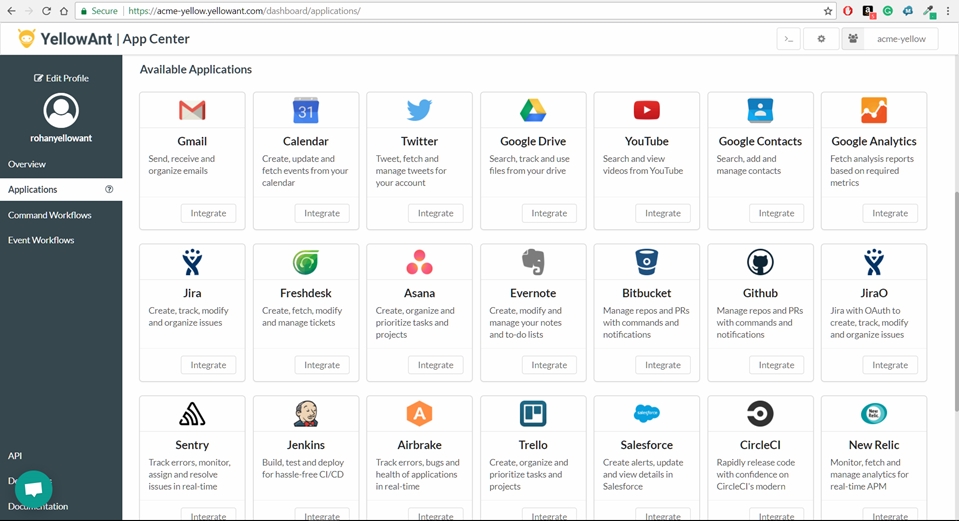 Secure https://acme-yellow.yellowant.com/dashboard/applications/
YellowAnt | App Center
>_
acme-yellow
Edit Profile
rohanyellowant
Overview
Applications
Command Workflows
Event Workflows
API
Documentation
Available Applications
31
Gmail
Send, receive and
organize emails
Integrate
Calendar
Create, update and
fetch events from your
calendar
Integrate
Twitter
Tweet, fetch and
manage tweets for
your account
Integrate
Google Drive
Search, track and use
files from your drive
Integrate
YouTube
Search and view
videos from YouTube
Integrate
Google Contacts
Search, add and
manage contacts
Integrate
Google Analytics
Fetch analysis reports
based on required
metrics
Integrate
Jira
Create, track, modify
and organize issues
Integrate
Freshdesk
Create, fetch, modify
and manage tickets
Integrate
Asana
Create, organize and
prioritize tasks and
projects
Integrate
Evernote
Create, modify and
manage your notes
and to-do lists
Integrate
Bitbucket
Manage repos and PRs
with commands and
notifications
Integrate
Github
Manage repos and PRs
with commands and
notifications
Integrate
JiraO
Jira with OAuth to
create, track, modify
and organize issues
Integrate
Sentry
Track errors, monitor,
assign and resolve
issues in real-time
Integrate
Jenkins
Build, test and deploy
for hassle-free CI/CD
Integrate
Airbrake
Track errors, bugs and
health of applications
in real-time
Integrate
Trello
Create, organize and
prioritize tasks and
projects
Integrate
salesforce
Salesforce
Create alerts, update
and view details in
Salesforce
Integrate
CircleCI
Rapidly release code
with confidence on
CircleCI's modern
Integrate
New Relic
New Relic
Monitor, fetch and
manage analytics for
real-time APM
Integrate